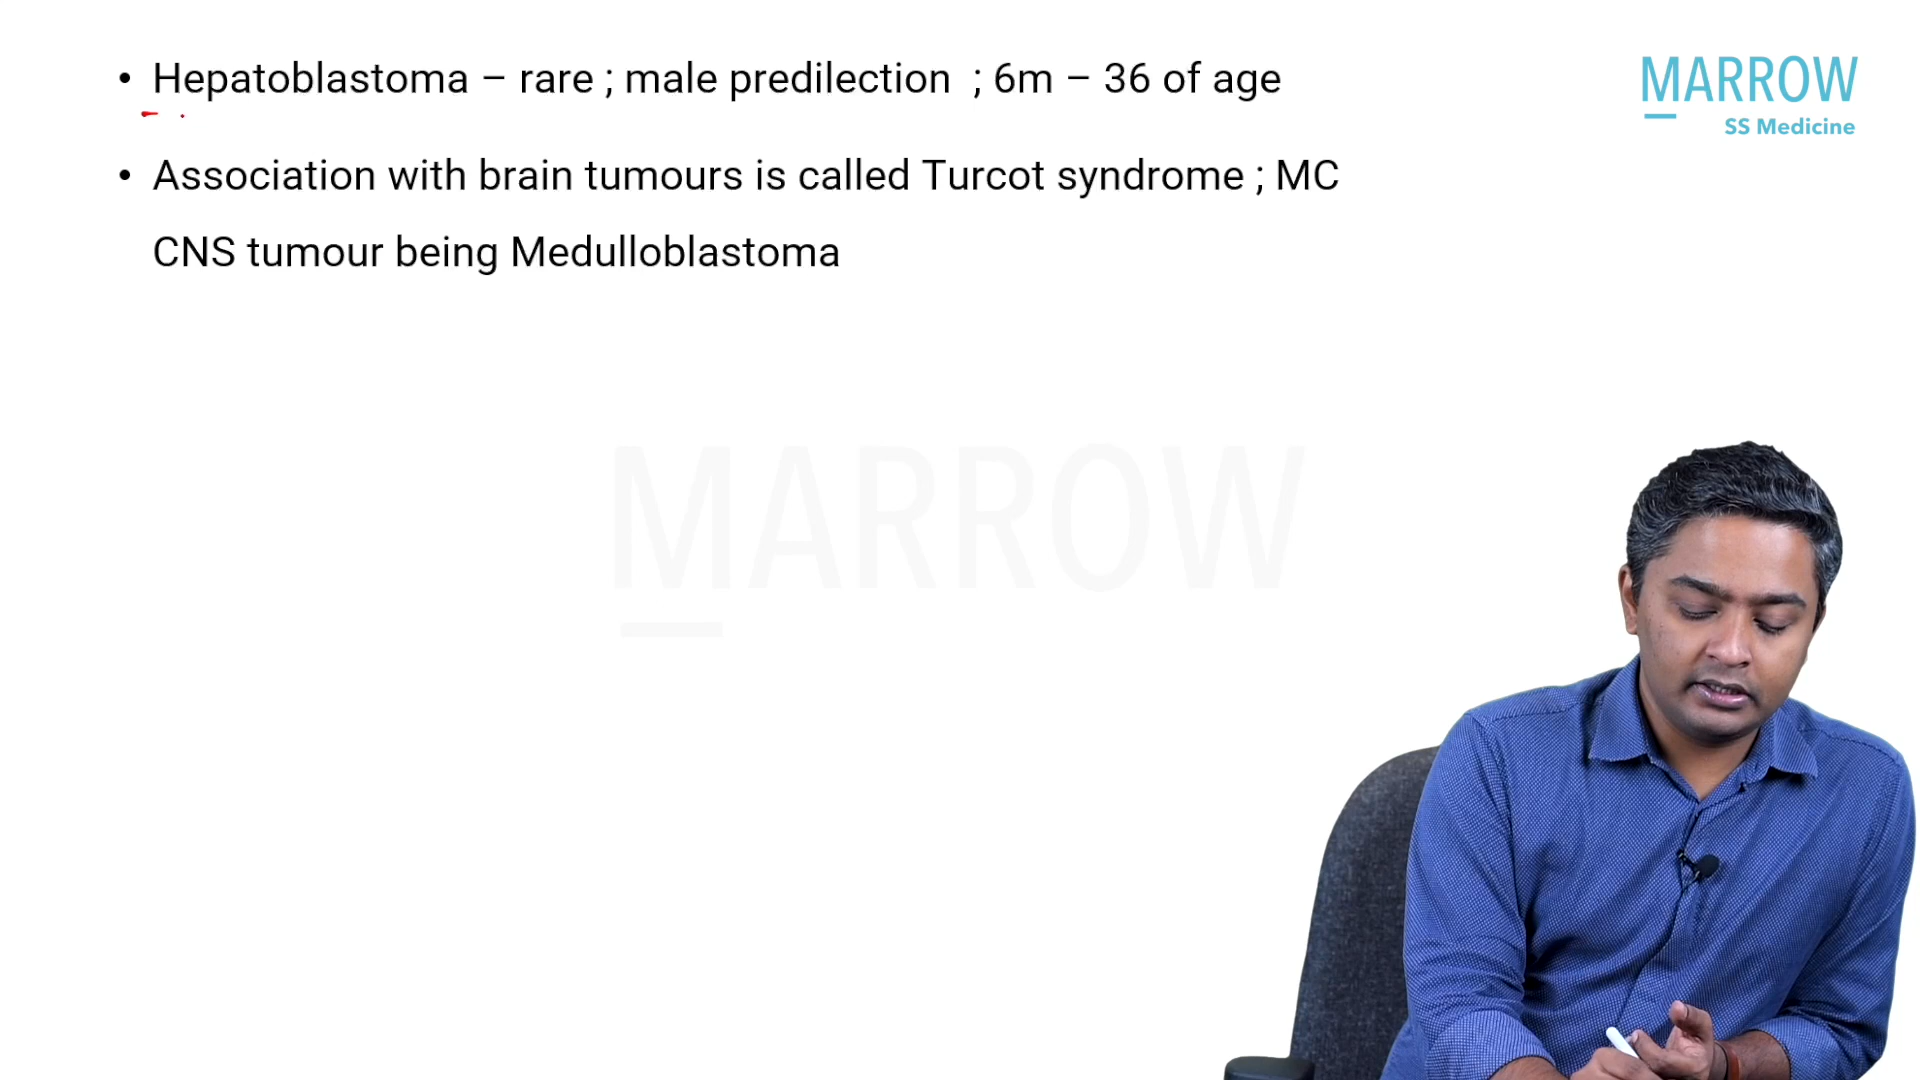 • Hepatoblastoma – rare ; male predilection ; 6m – 36 of age
• Association with brain tumours is called Turcot syndrome ; MC
CNS tumour being Medulloblastoma
MARROW
SS Medicine
MARROW